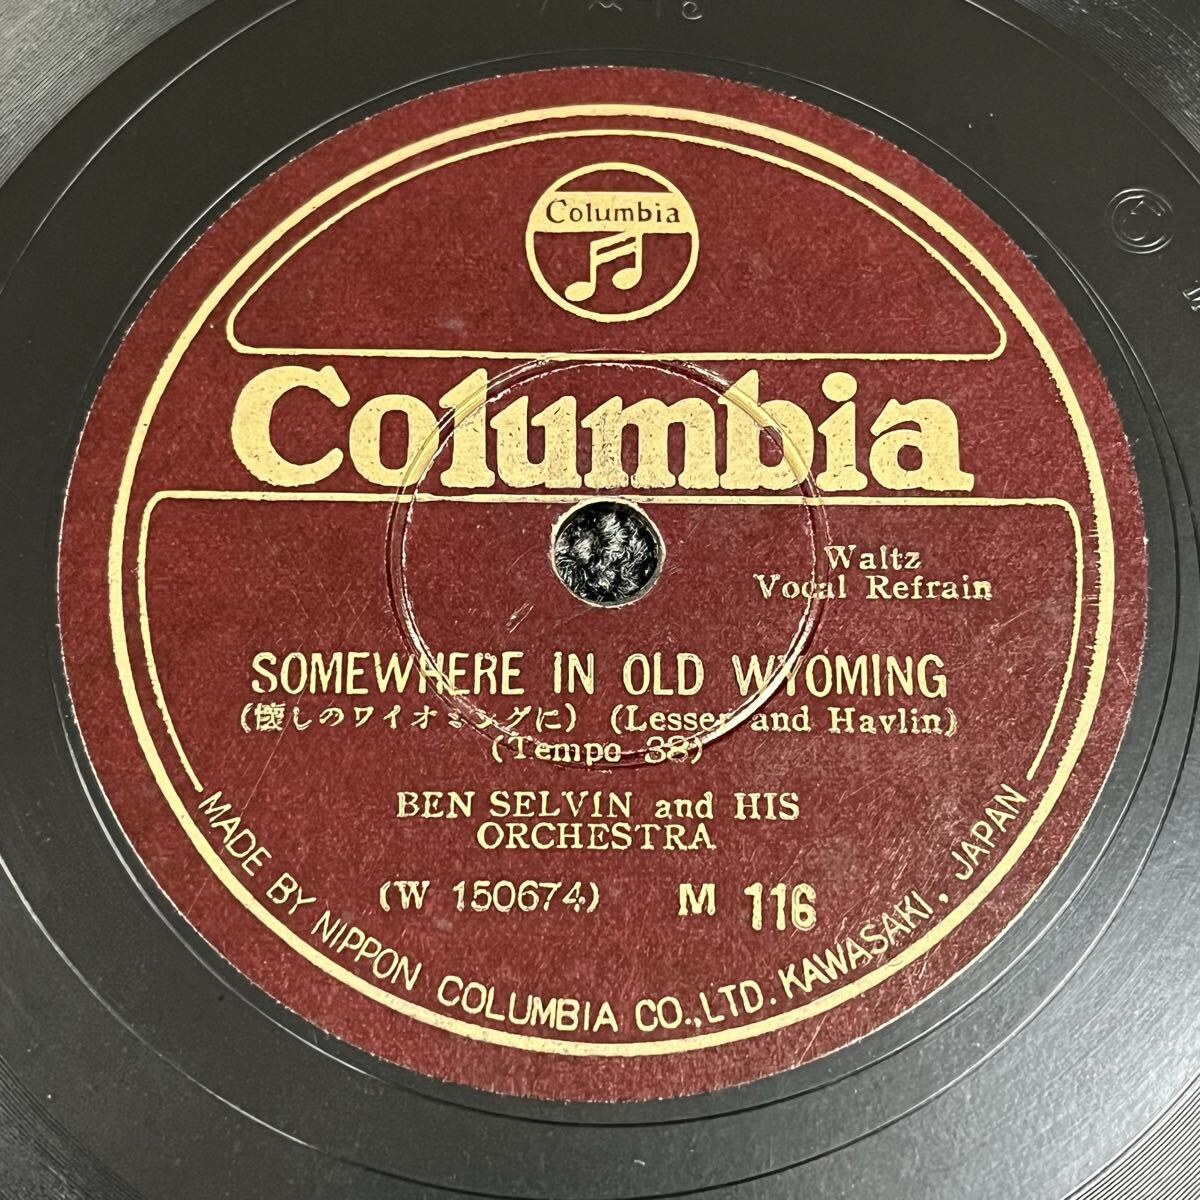 Columbia
Columbia
Waltz
Vocal Refrain
SOMEWHERE IN OLD WYOMING
(懐しのワイオミングに) (Lesser and Havlin)
(Tempo 38)
BEN SELVIN and HIS
ORCHESTRA
(W 150674) M 116
MADE BY NIPPON COLUMBIA CO., LTD. KAWASAKI, JAPAN